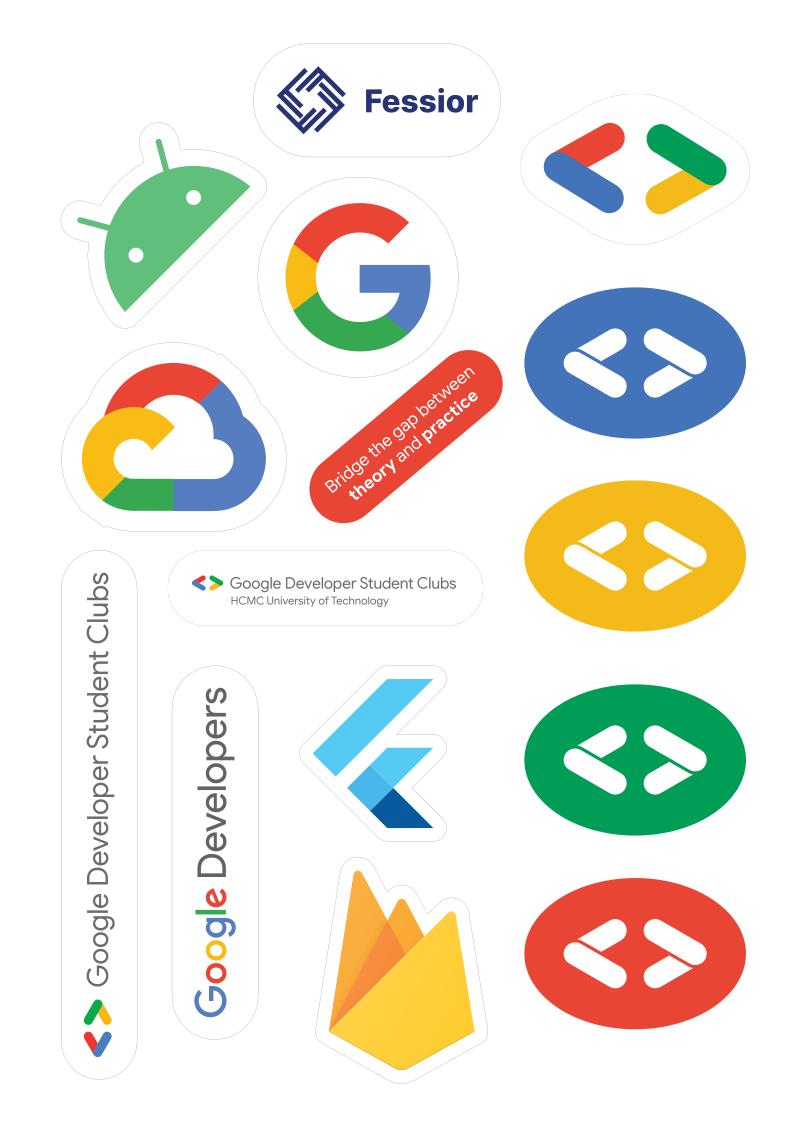 Fessior
Bridge the gap between
theory and practice
Google Developer Student Clubs
HCMC University of Technology
Google Developer Student Clubs
Google Developers